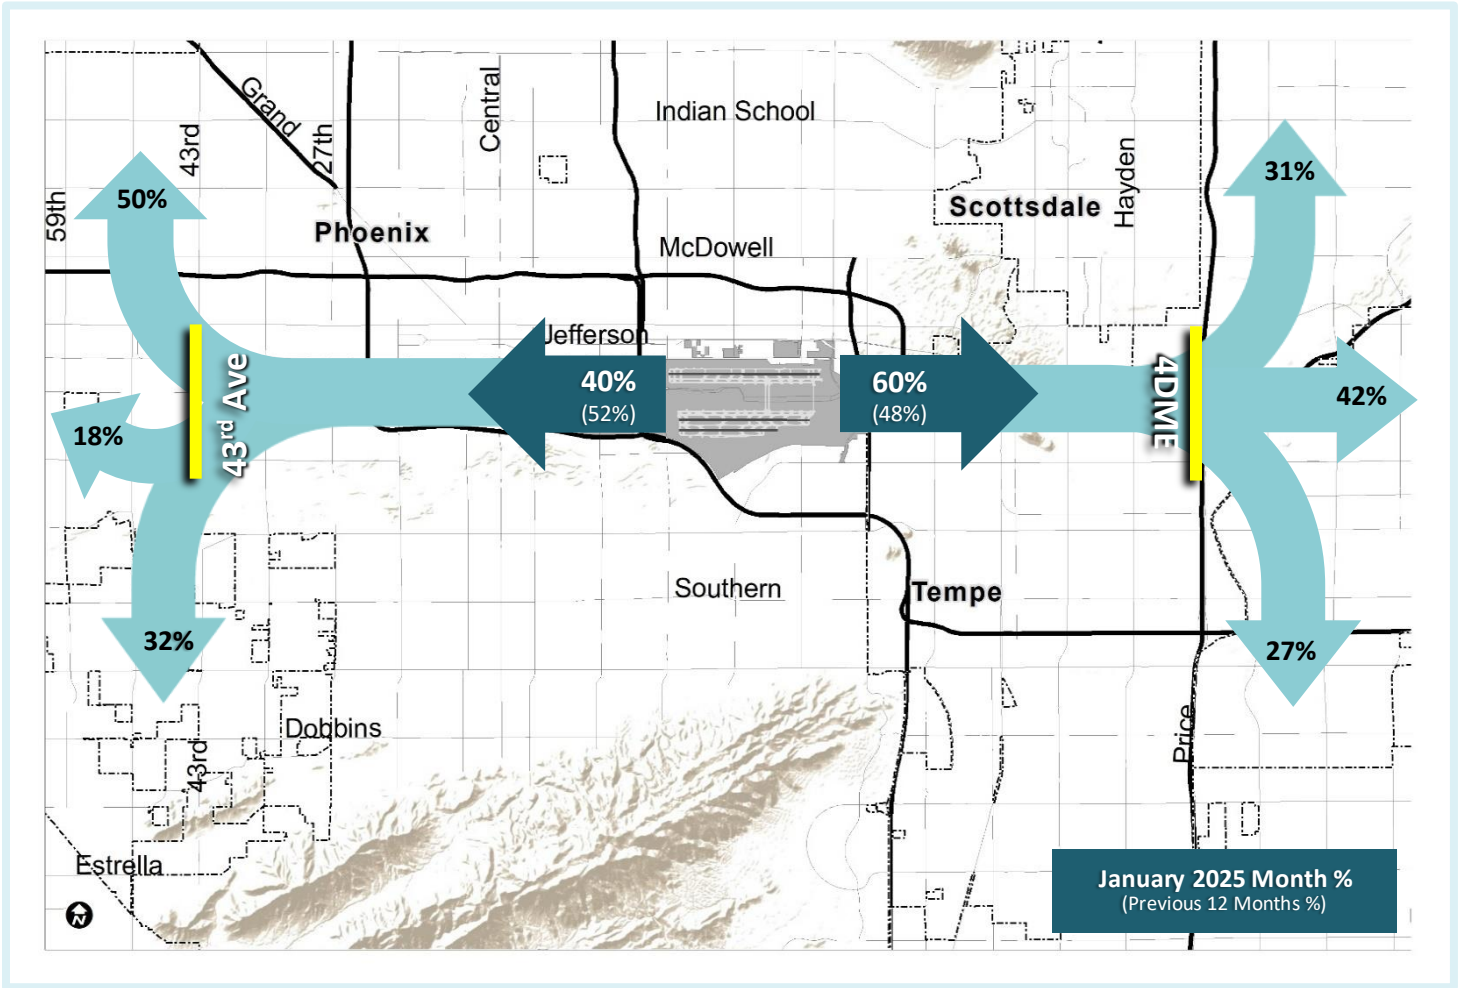 Grand
43rd
27th
Central
Indian School
Hayden
31%
50%
59th
Phoenix
Scottsdale
McDowell
Jefferson
43rd Ave
40%
(52%)
60%
(48%)
4DME
42%
18%
Southern
Tempe
32%
27%
Dobbins
43rd
Price
Estrella
N
January 2025 Month %
(Previous 12 Months %)